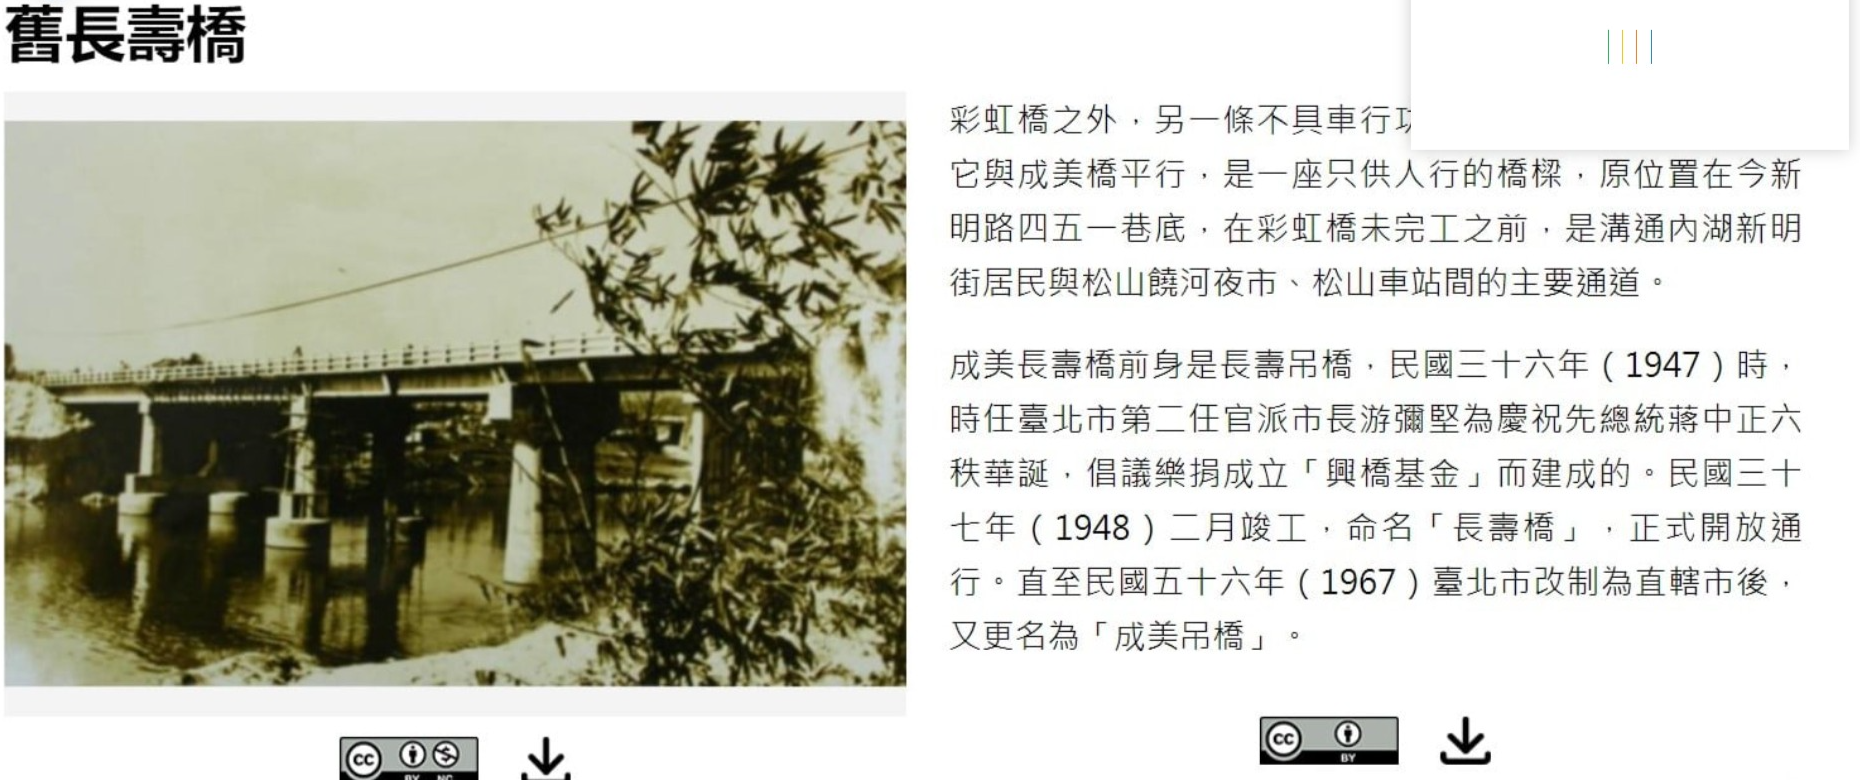 舊長壽橋
彩虹橋之外，另一條不具車行
它與成美橋平行，是一座只供人行的橋樑，原位置在今新
明路四五一巷底，在彩虹橋未完工之前，是溝通內湖新明
街居民與松山饒河夜市、松山車站間的主要通道。
成美長壽橋前身是長壽吊橋，民國三十六年（1947）時，
時任臺北市第二任官派市長游彌堅為慶祝先總統蔣中正六
秩華誕，倡議樂捐成立「興橋基金」而建成的。民國三十
七年（1948）二月竣工，命名「長壽橋」，正式開放通
行。直至民國五十六年（1967）臺北市改制為直轄市後，
又更名為「成美吊橋」。
cc BY NC
cc BY